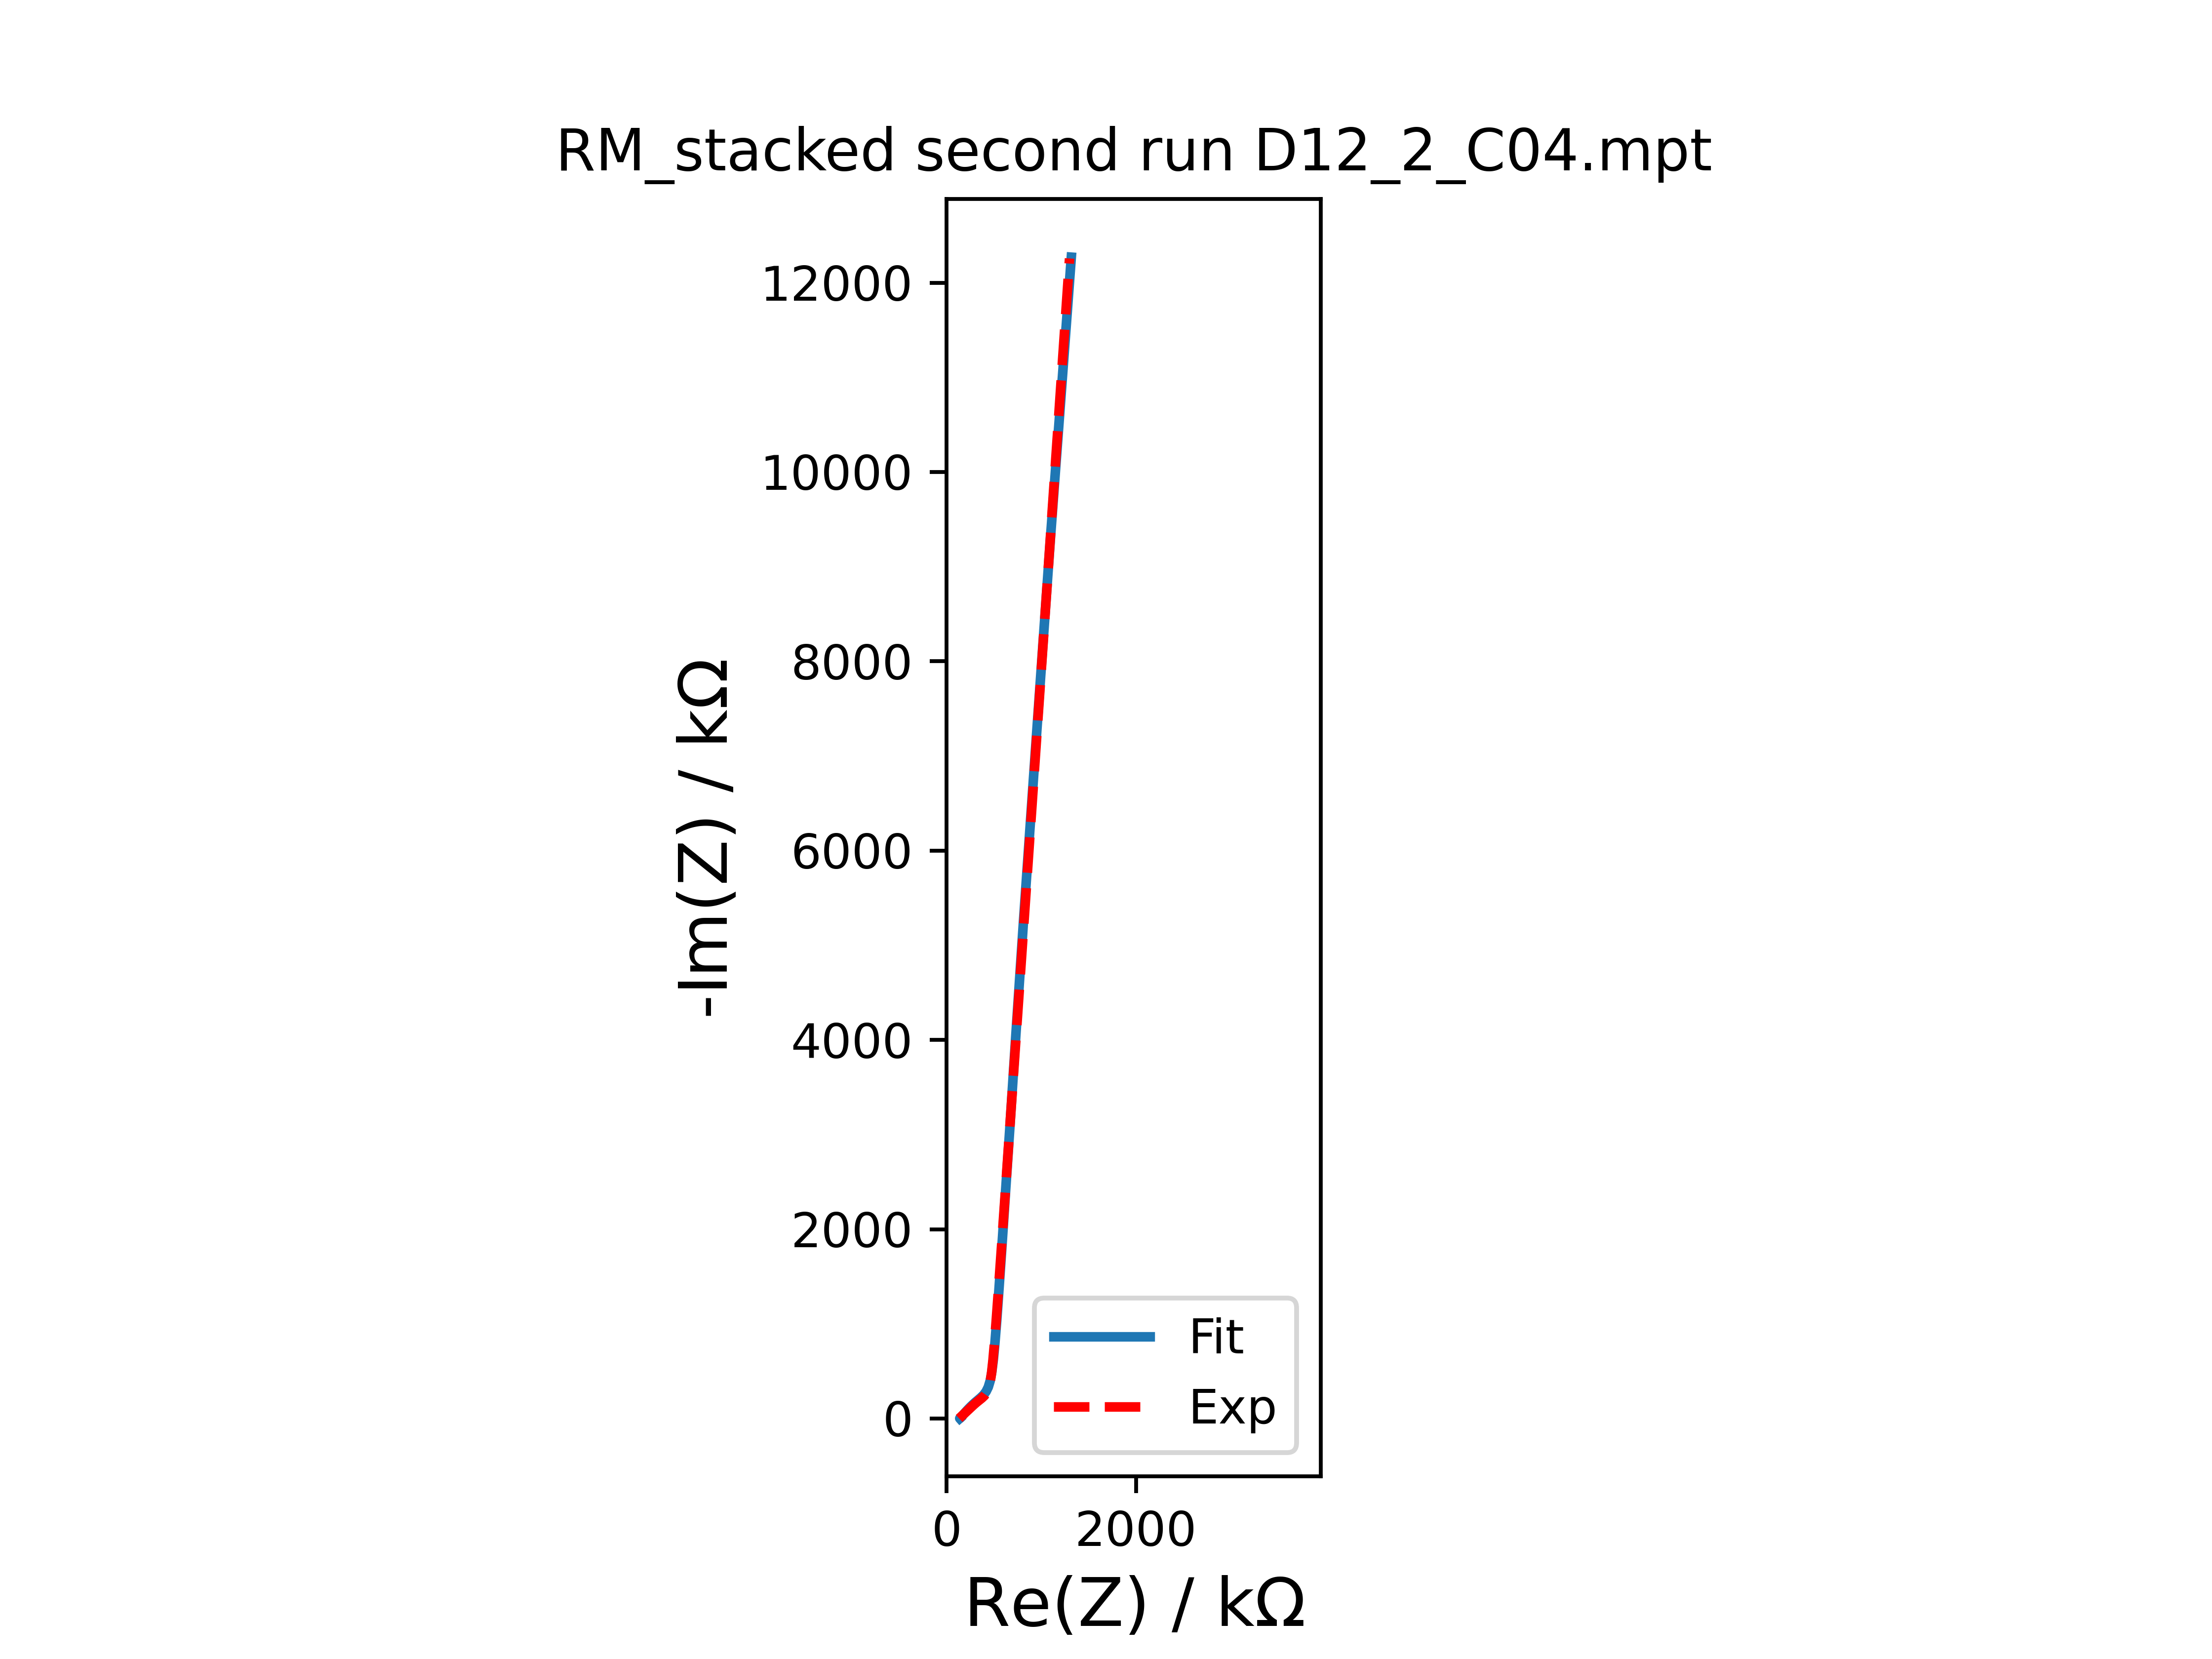 RM_stacked second run D12_2_C04.mpt
12000
10000
8000
6000
4000
2000
0
-Im(Z) / kΩ
Fit
Exp
0 2000
Re(Z) / kΩ